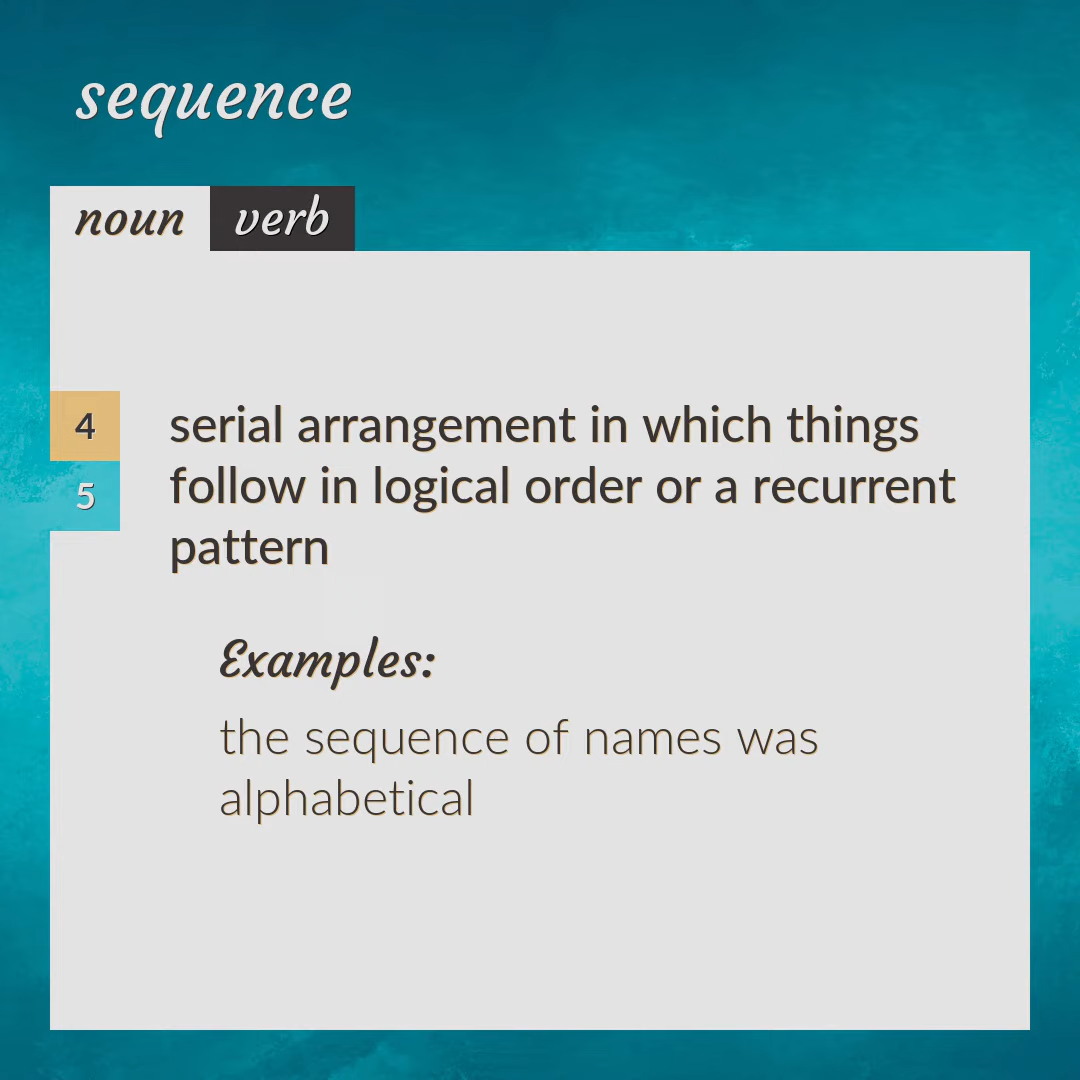 sequence
noun verb
4
5
serial arrangement in which things
follow in logical order or a recurrent
pattern
Examples:
the sequence of names was
alphabetical